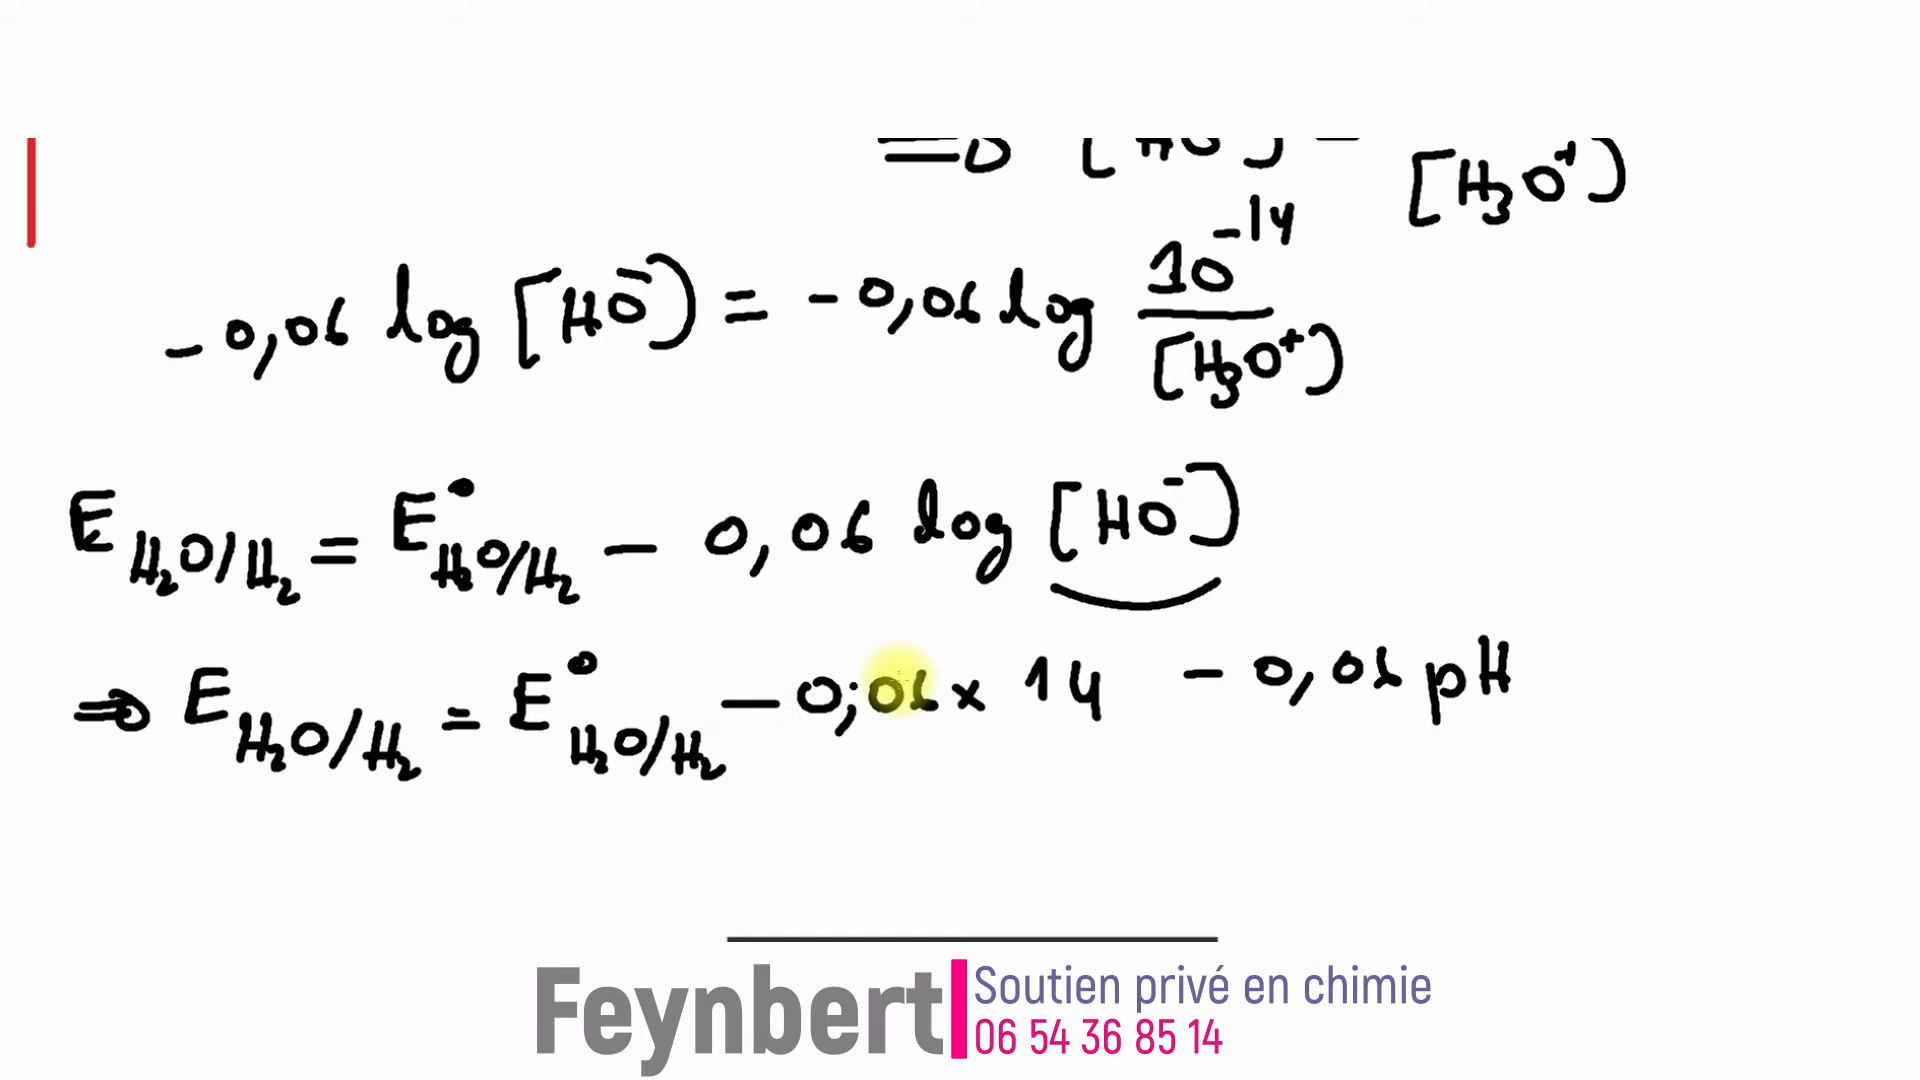 ⇒ [HO⁻] = [H₃O⁺]
-0,06 log [HO⁻] = -0,06 log 10⁻¹⁴ / [H₃O⁺]
E H₂O/H₂ = E° H₂O/H₂ - 0,06 log [HO⁻]
⇒ E H₂O/H₂ = E° H₂O/H₂ - 0,06 x 14 - 0,06 pH
Feynbert
Soutien privé en chimie
06 54 36 85 14